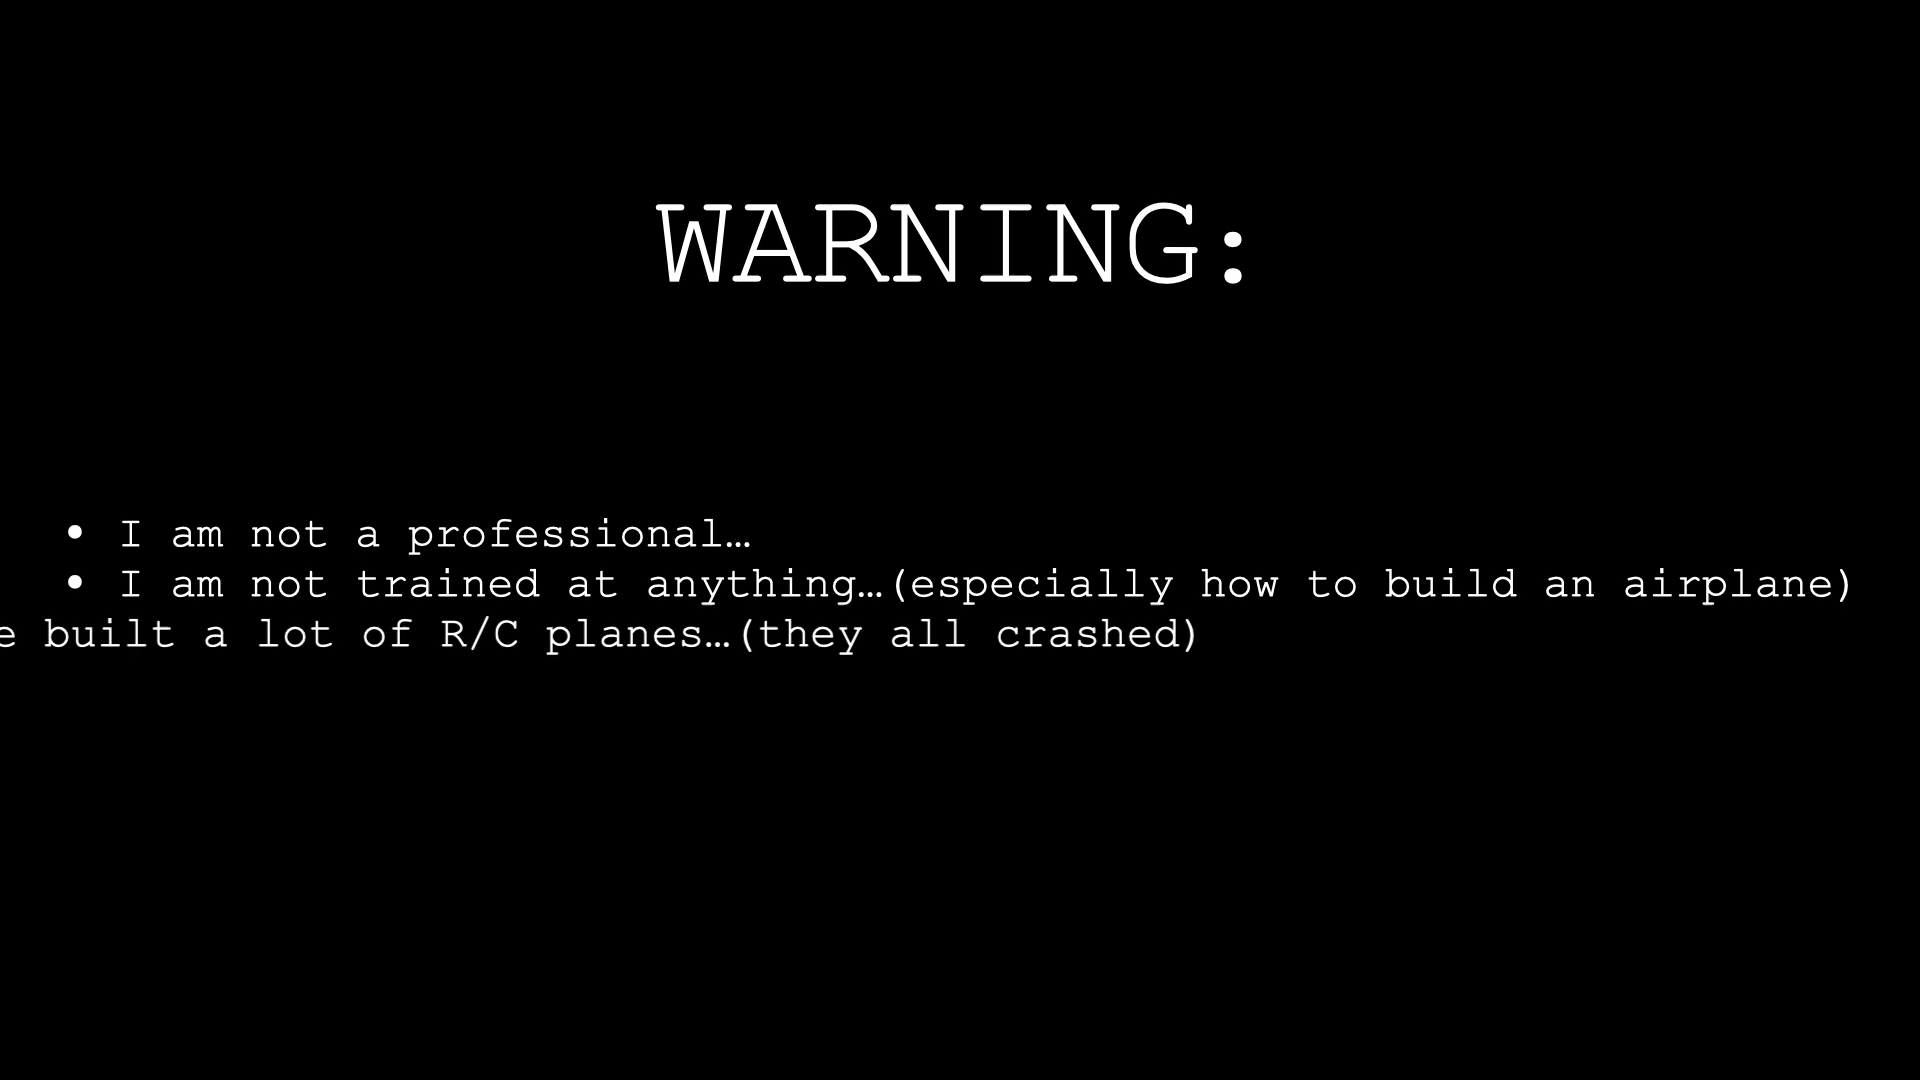 WARNING:
• I am not a professional…
• I am not trained at anything…(especially how to build an airplane)
built a lot of R/C planes…(they all crashed)